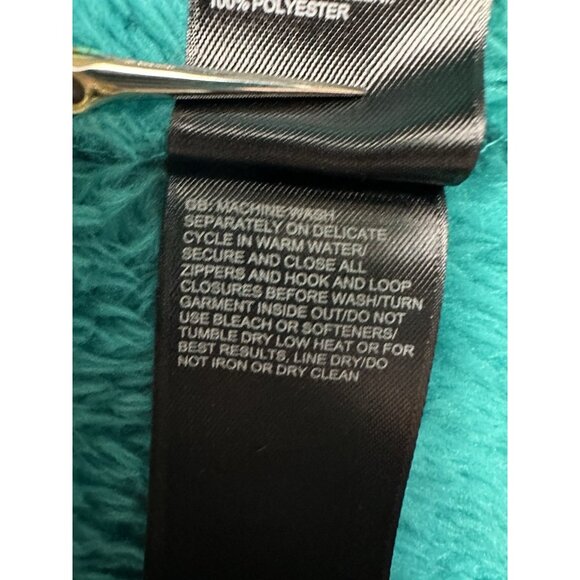 100% POLYESTER
GB: MACHINE WASH
SEPARATELY ON DELICATE
CYCLE IN WARM WATER/
SECURE AND CLOSE ALL
ZIPPERS AND HOOK AND LOOP
CLOSURES BEFORE WASH/TURN
GARMENT INSIDE OUT/DO NOT
USE BLEACH OR SOFTENERS/
TUMBLE DRY LOW HEAT OR FOR
BEST RESULTS, LINE DRY/DO
NOT IRON OR DRY CLEAN